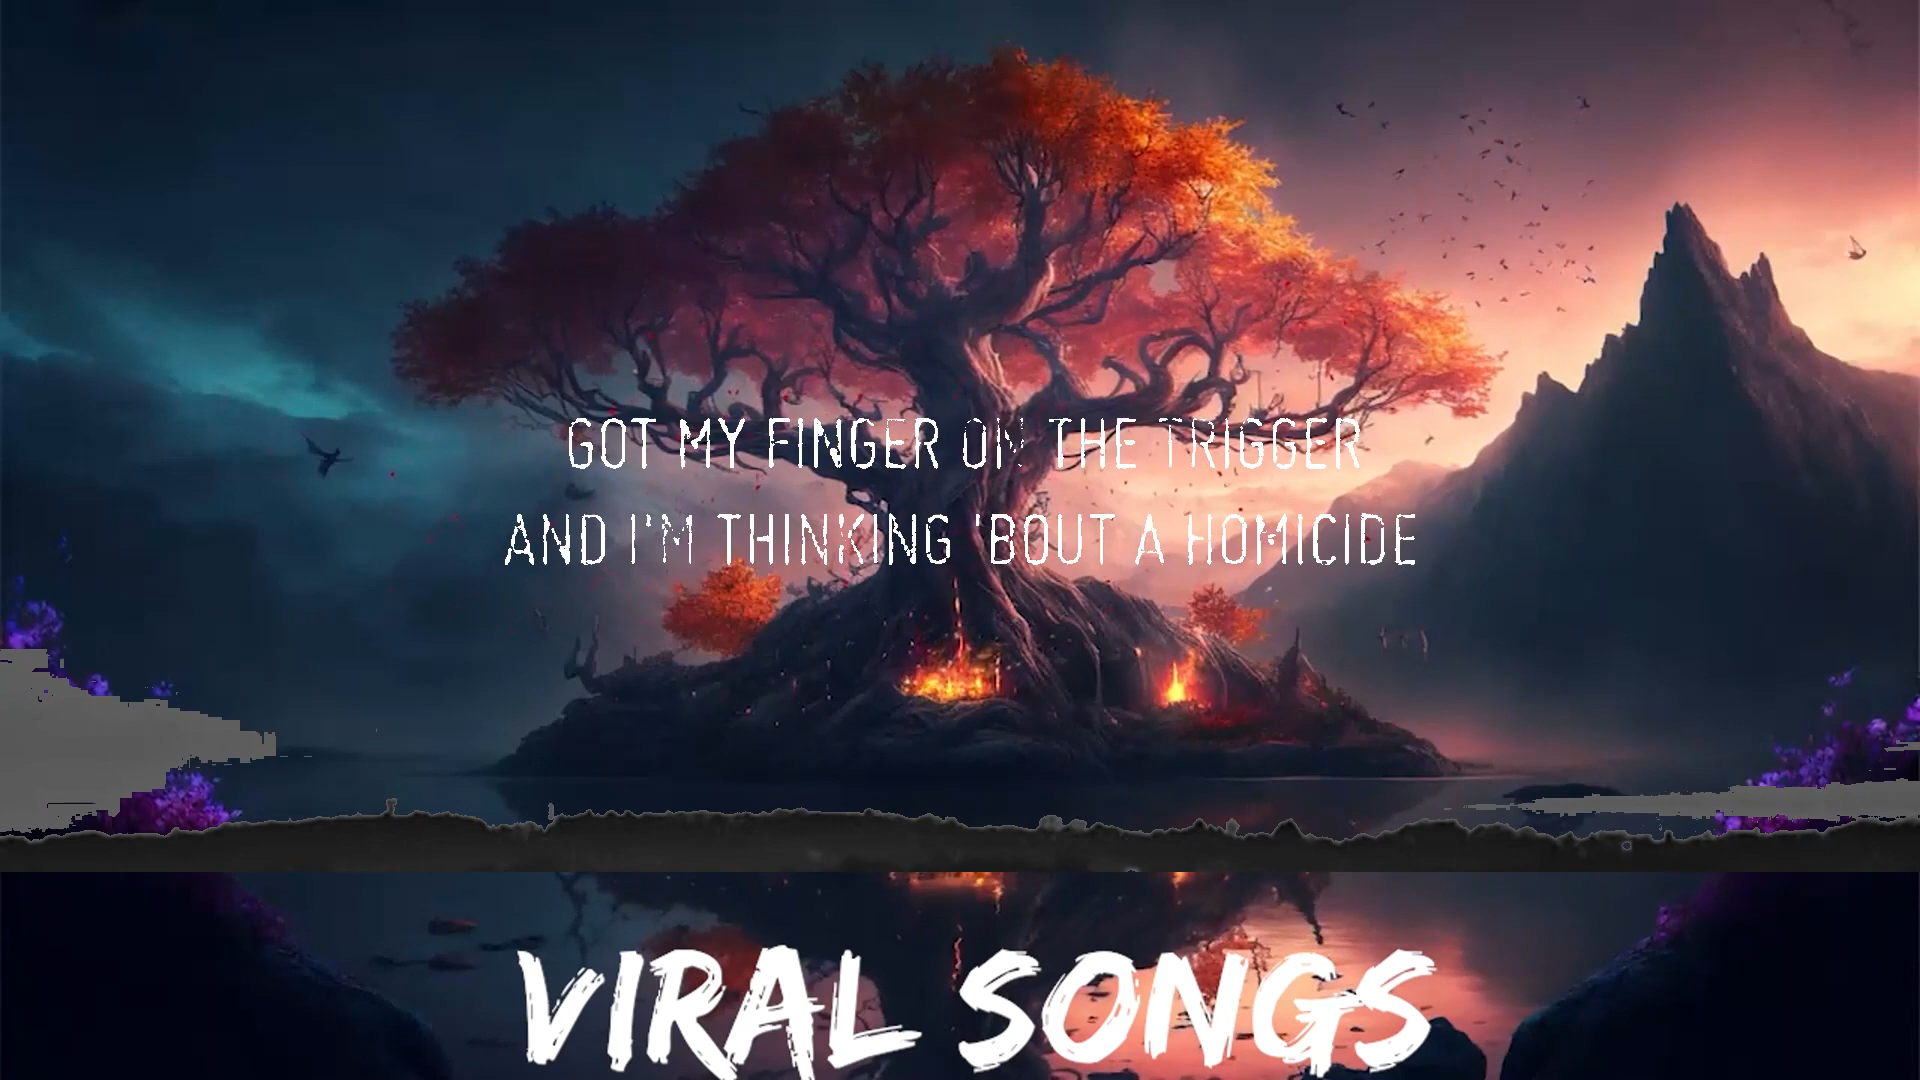 GOT MY FINGER ON THE TRIGGER
AND I'M THINKING 'BOUT A HOMICIDE
VIRAL SONGS